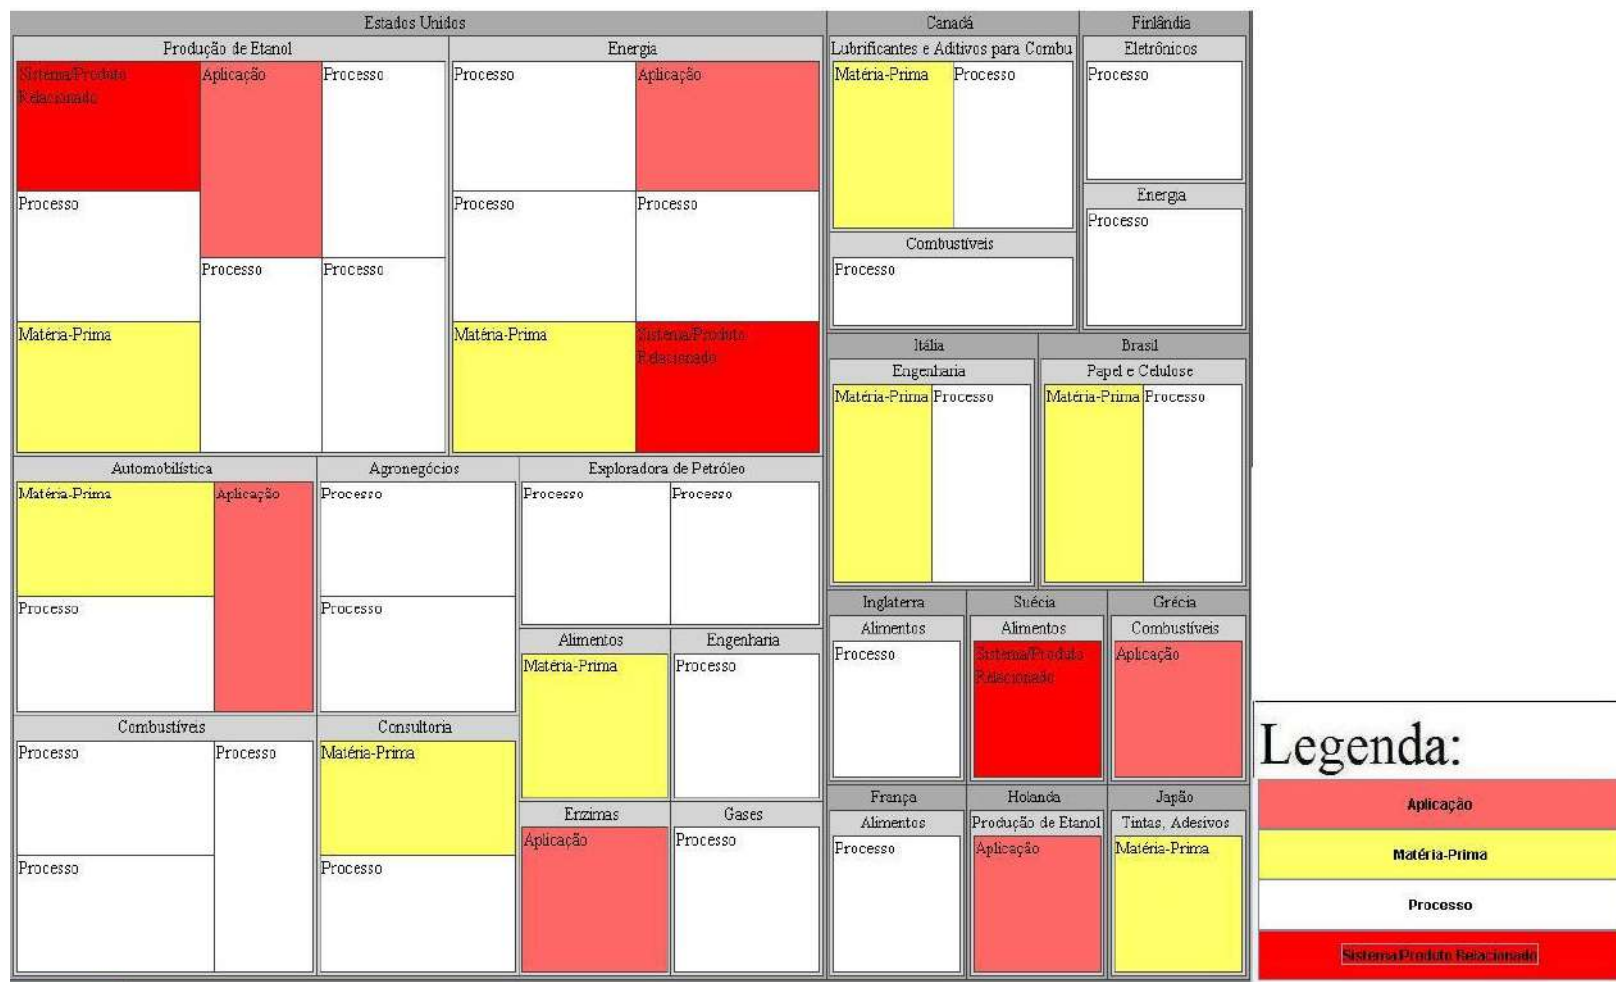 Estados Unidos
Produção de Etanol
Sistema/Produto
Relacionado
Aplicação
Processo
Processo
Processo
Processo
Matéria-Prima
Energia
Processo
Aplicação
Processo
Processo
Matéria-Prima
Sistema/Produto
Relacionado
Automobilística
Matéria-Prima
Aplicação
Processo
Agronegócios
Processo
Processo
Exploradora de Petróleo
Processo
Processo
Combustíveis
Processo
Processo
Processo
Consultoria
Matéria-Prima
Processo
Alimentos
Matéria-Prima
Engenharia
Processo
Enzimas
Aplicação
Gases
Processo
Canadá
Lubrificantes e Aditivos para Combu
Matéria-Prima
Processo
Combustíveis
Processo
Finlândia
Eletrônicos
Processo
Energia
Processo
Itália
Engenharia
Matéria-Prima
Processo
Brasil
Papel e Celulose
Matéria-Prima
Processo
Inglaterra
Alimentos
Processo
Suécia
Alimentos
Sistema/Produto
Relacionado
Grécia
Combustíveis
Aplicação
França
Alimentos
Processo
Holanda
Produção de Etanol
Aplicação
Japão
Tintas, Adesivos
Matéria-Prima
Legenda:
Aplicação
Matéria-Prima
Processo
Sistema/Produto Relacionado